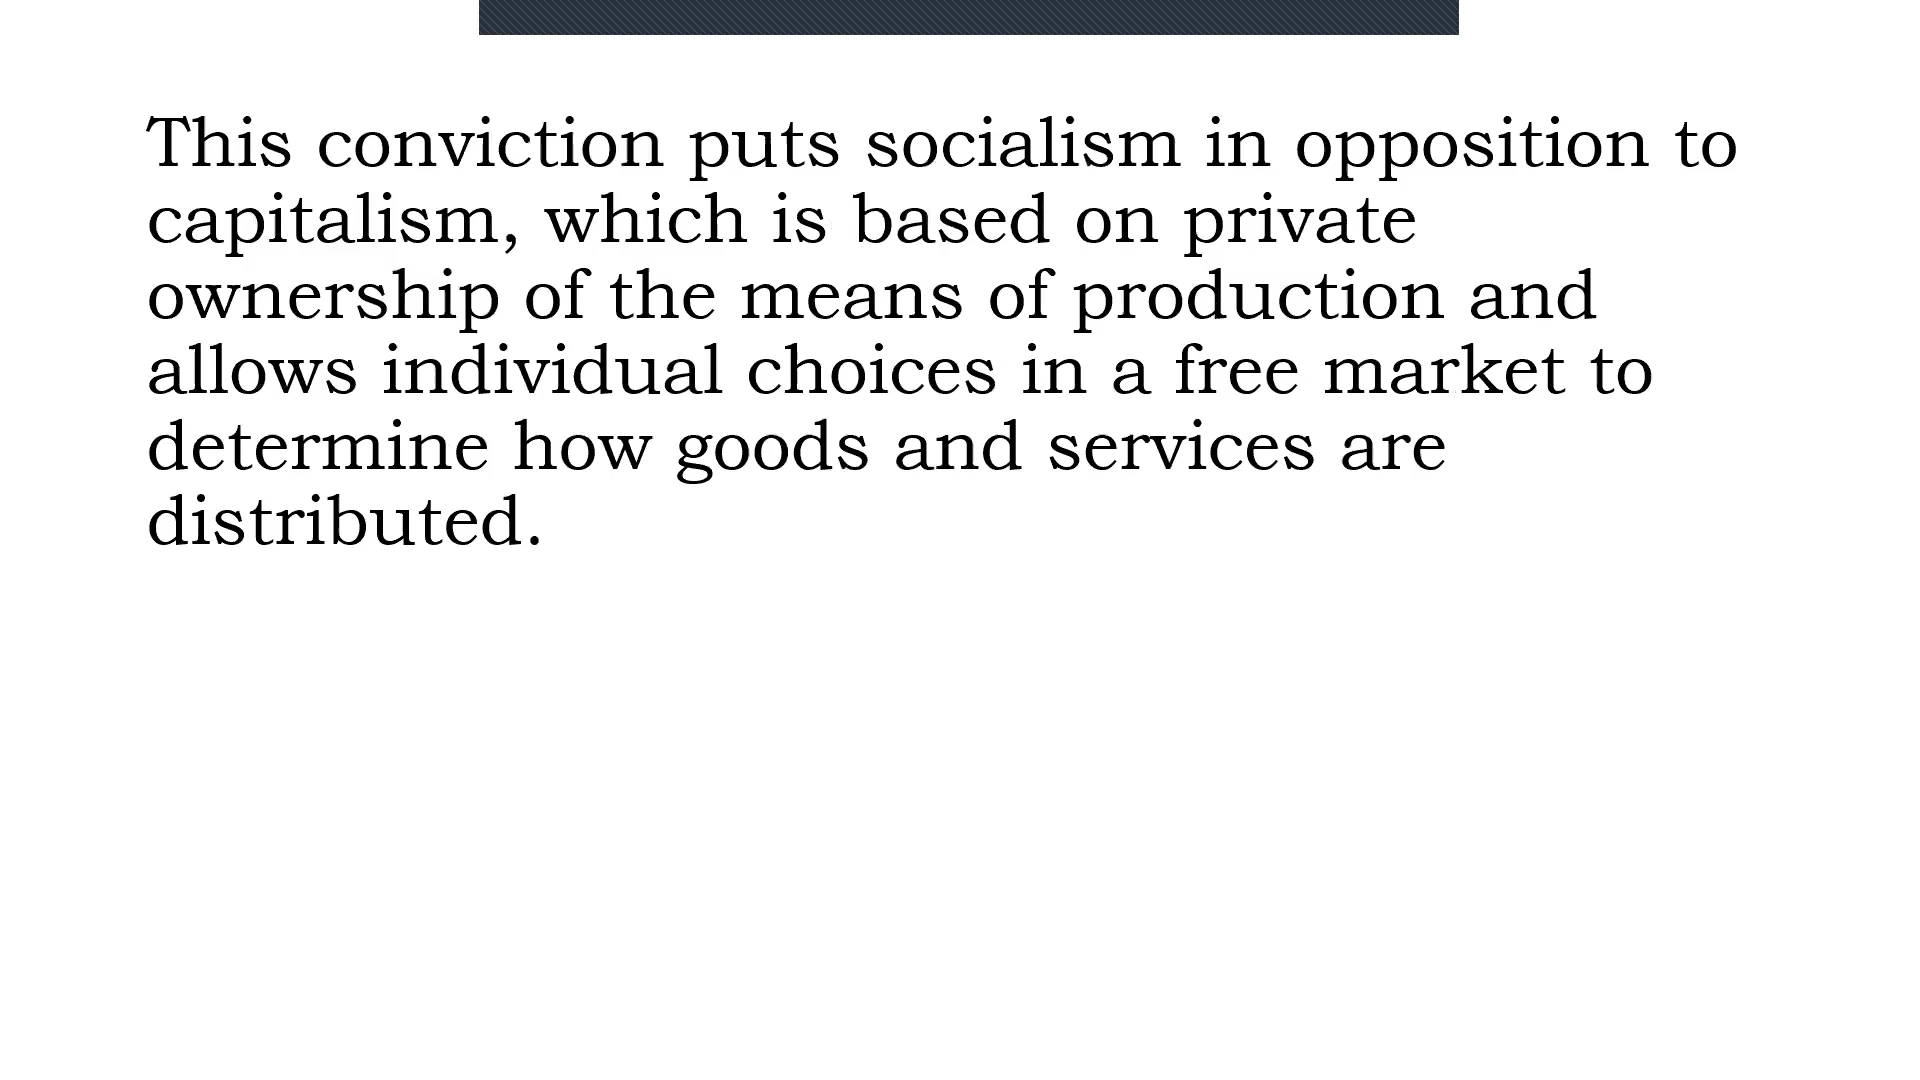 This conviction puts socialism in opposition to
capitalism, which is based on private
ownership of the means of production and
allows individual choices in a free market to
determine how goods and services are
distributed.